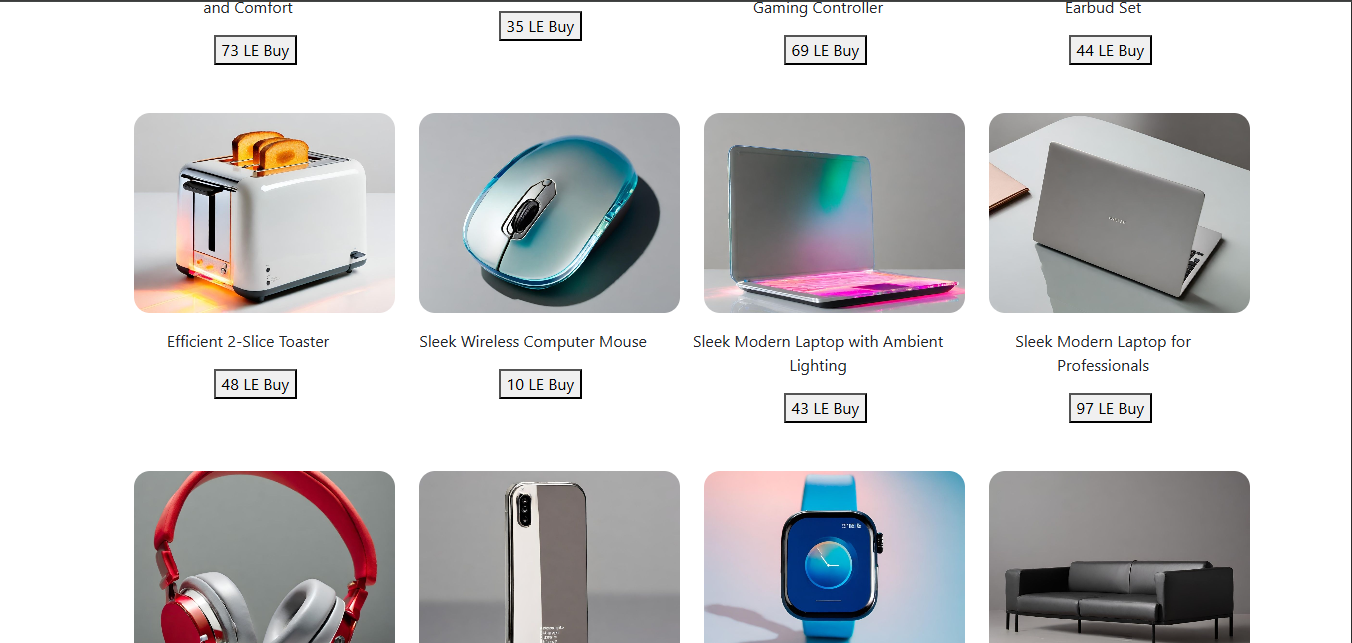 and Comfort
73 LE Buy
35 LE Buy
Gaming Controller
69 LE Buy
Earbud Set
44 LE Buy
Efficient 2-Slice Toaster
48 LE Buy
Sleek Wireless Computer Mouse
10 LE Buy
Sleek Modern Laptop with Ambient
Lighting
43 LE Buy
Sleek Modern Laptop for
Professionals
97 LE Buy